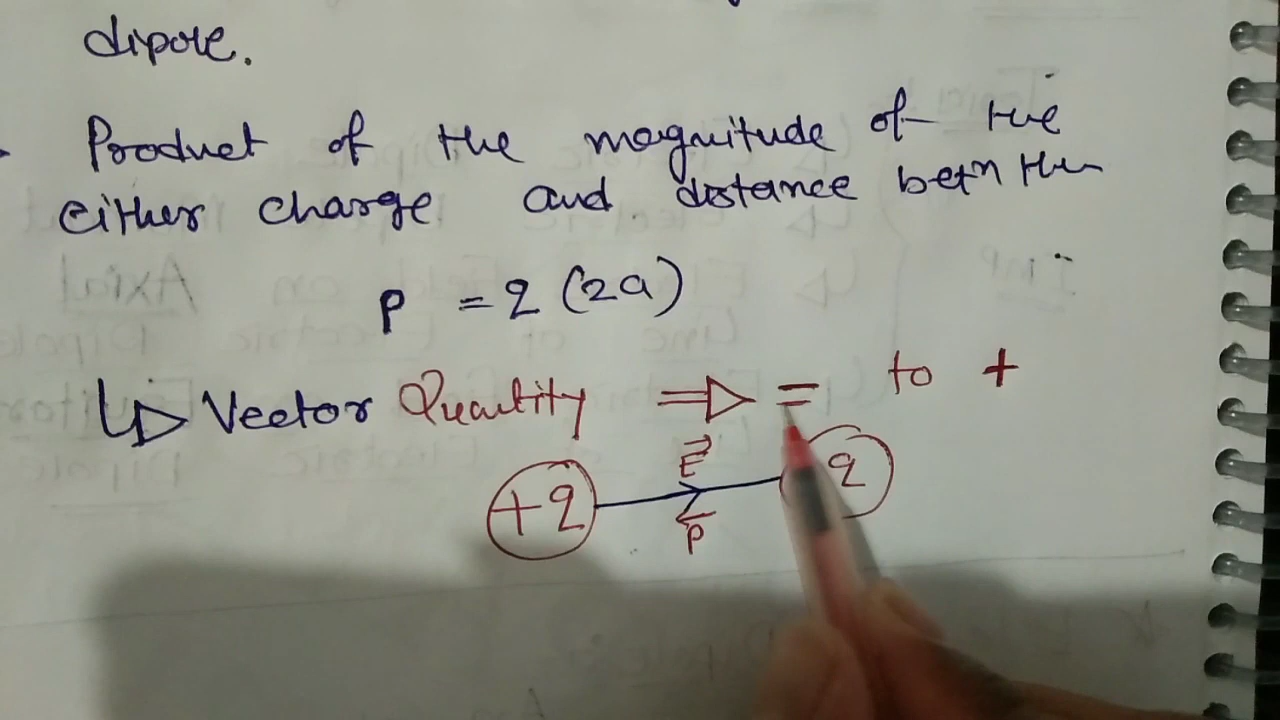 dipole.
Product of the magnitude of the
either charge and distance betn the
P = q (2a)
↳ Vector Quantity ⇒ - to +
E
+q q
P